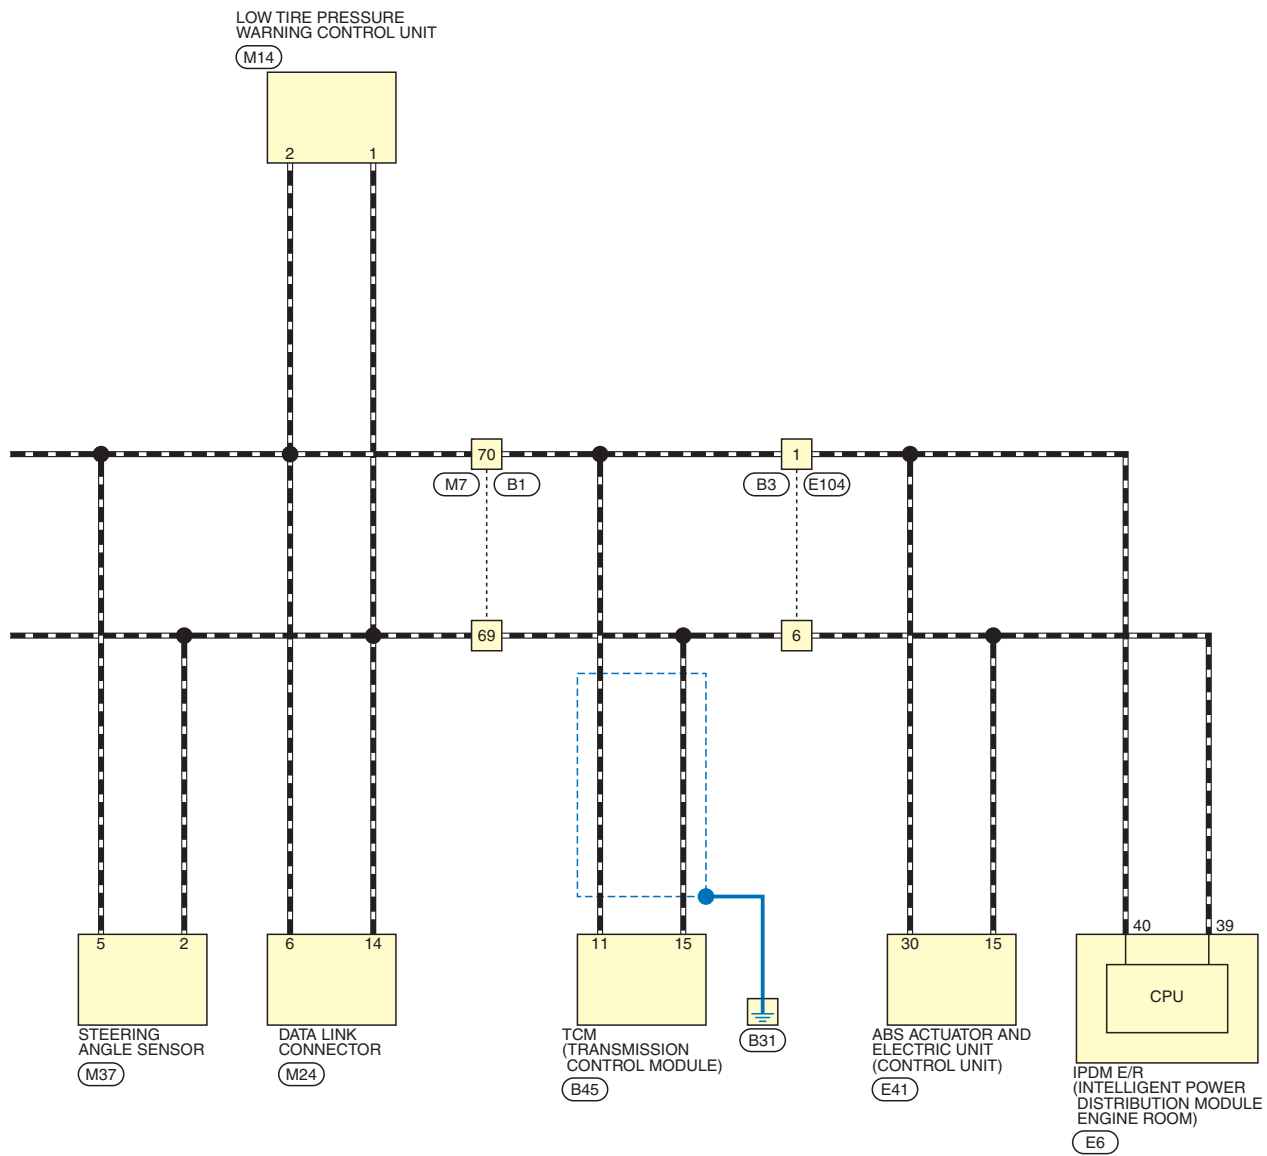 LOW TIRE PRESSURE
WARNING CONTROL UNIT
M14
2 1
70 1
M7 B1 B3 E104
69 6
5 2 6 14 11 15 30 15 40 39
CPU
STEERING
ANGLE SENSOR
M37
DATA LINK
CONNECTOR
M24
TCM
(TRANSMISSION
CONTROL MODULE)
B45
B31
ABS ACTUATOR AND
ELECTRIC UNIT
(CONTROL UNIT)
E41
IPDM E/R
(INTELLIGENT POWER
DISTRIBUTION MODULE
ENGINE ROOM)
E6